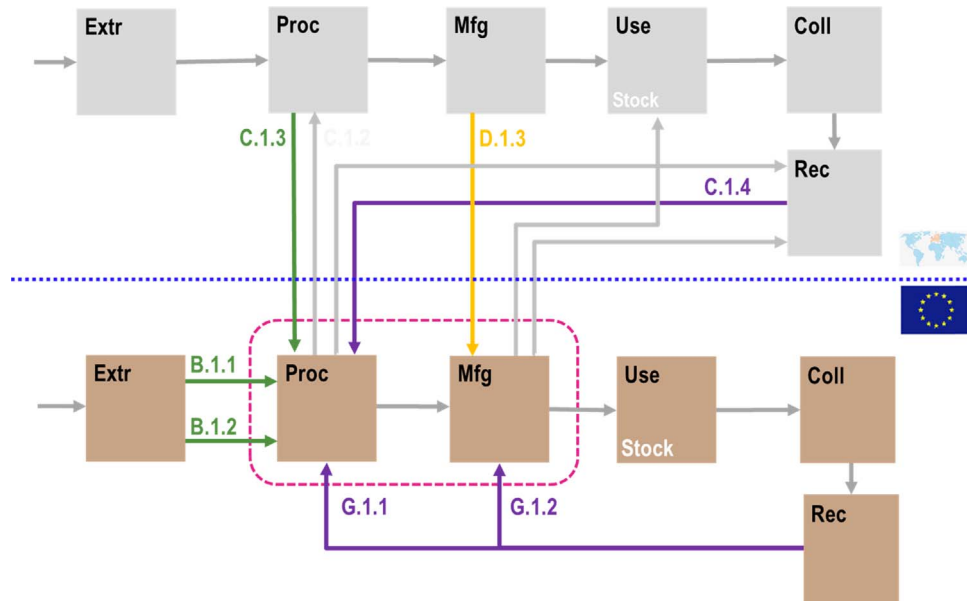 Extr
Proc
Mfg
Use
Coll
Stock
C.1.3
C.1.2
D.1.3
Rec
C.1.4
Extr
B.1.1
B.1.2
Proc
Mfg
Use
Stock
Coll
G.1.1
G.1.2
Rec